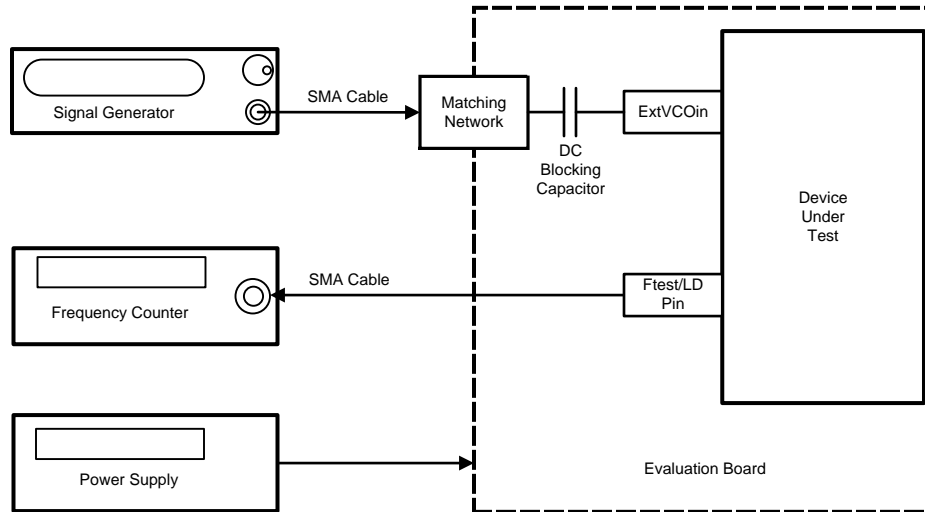 Signal Generator
SMA Cable
Matching
Network
DC
Blocking
Capacitor
ExtVCOin
Device
Under
Test
Frequency Counter
SMA Cable
Ftest/LD
Pin
Power Supply
Evaluation Board